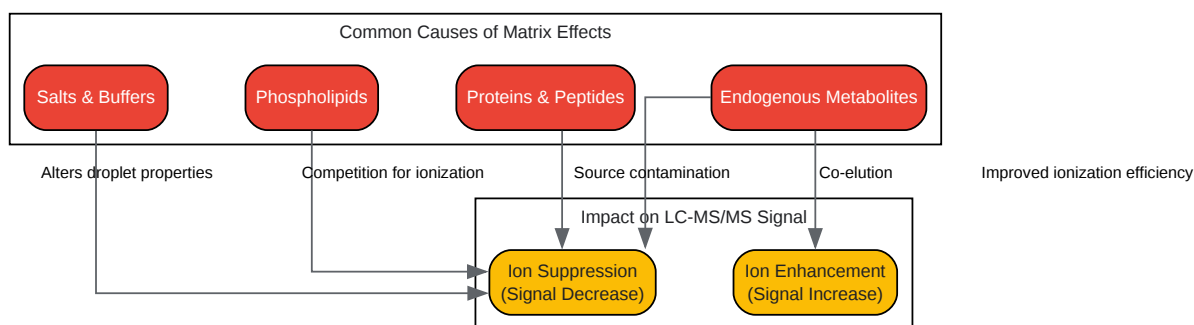 Common Causes of Matrix Effects
Salts & Buffers
Phospholipids
Proteins & Peptides
Endogenous Metabolites
Alters droplet properties
Competition for ionization
Source contamination
Co-elution
Improved ionization efficiency
Impact on LC-MS/MS Signal
Ion Suppression
(Signal Decrease)
Ion Enhancement
(Signal Increase)